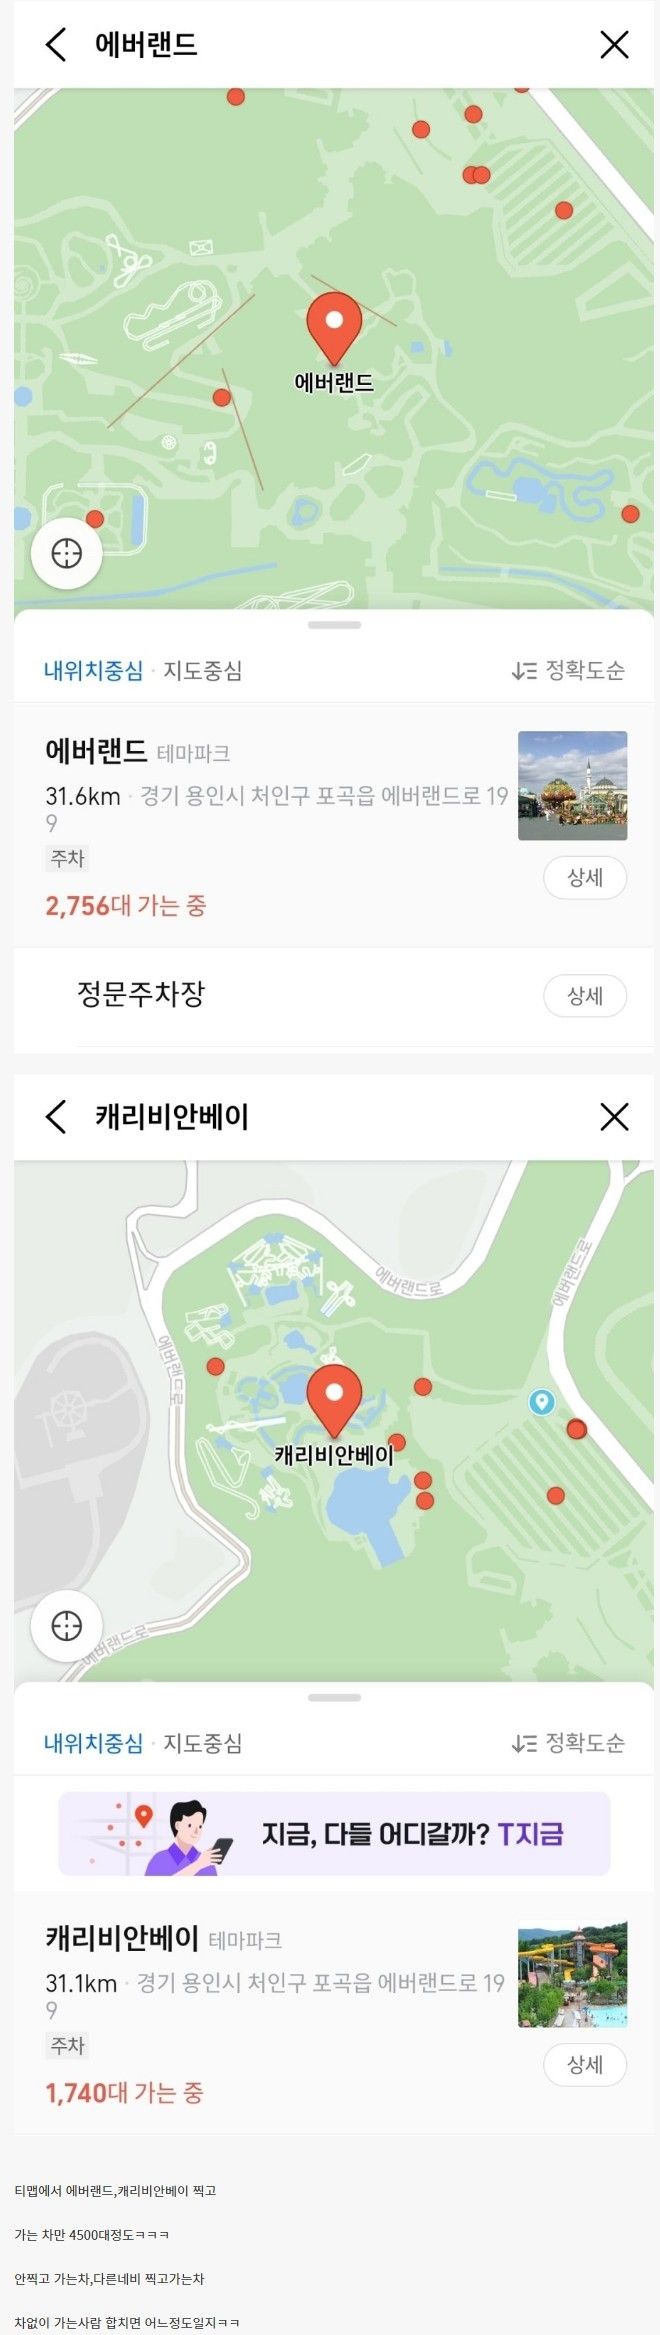 에버랜드
에버랜드
내위치중심 · 지도중심
정확도순
에버랜드 테마파크
31.6km · 경기 용인시 처인구 포곡읍 에버랜드로 19
9
주차
상세
2,756대 가는 중
정문주차장
상세
캐리비안베이
에버랜드로
에버랜드로
에버랜드로
캐리비안베이
에버랜드로
내위치중심 · 지도중심
정확도순
지금, 다들 어디갈까? T지금
캐리비안베이 테마파크
31.1km · 경기 용인시 처인구 포곡읍 에버랜드로 19
9
주차
상세
1,740대 가는 중
티맵에서 에버랜드,캐리비안베이 찍고
가는 차만 4500대정도ㅋㅋㅋ
안찍고 가는차,다른네비 찍고가는차
차없이 가는사람 합치면 어느정도일지ㅋㅋ